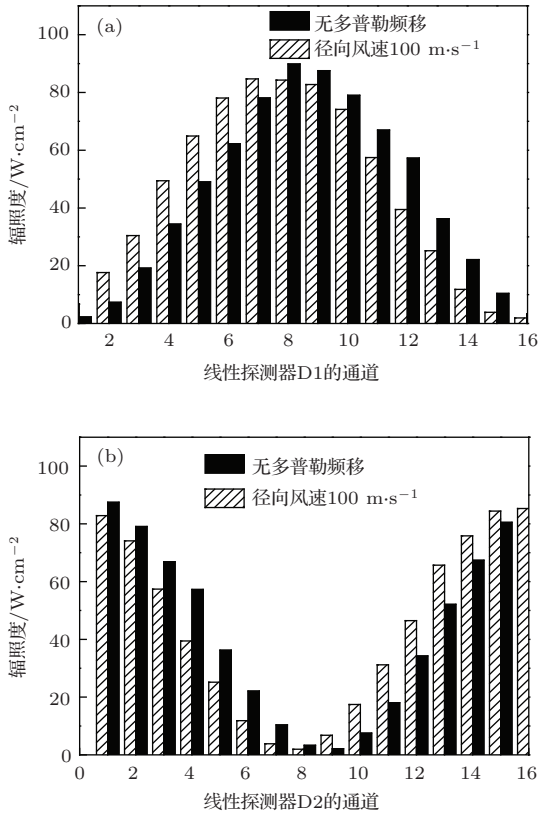 (a)
无多普勒频移
径向风速100 m·s⁻¹
辐照度/W·cm⁻²
100
80
60
40
20
0
2 4 6 8 10 12 14 16
线性探测器D1的通道
(b)
无多普勒频移
径向风速100 m·s⁻¹
辐照度/W·cm⁻²
100
80
60
40
20
0
0 2 4 6 8 10 12 14 16
线性探测器D2的通道